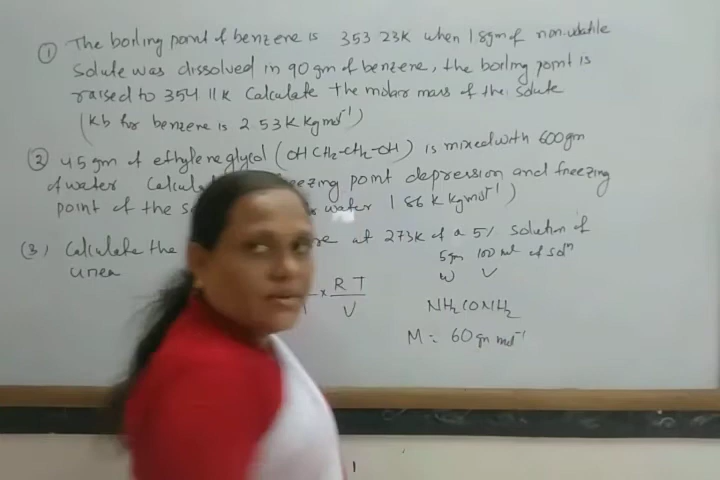 ① The boiling point of benzene is 353 23K when 1 8gm of non-volatile
solute was dissolved in 90 gm of benzene, the boiling point is
raised to 354 11K Calculate the molar mass of the solute
(Kb for benzene is 2 53K Kg mol⁻¹)
② 45 gm of ethylene glycol (OH CH₂-CH₂-OH) is mixed with 600gm
of water Calcul ezing point depression and freezing
point of the s water 1 86 K Kg mol⁻¹)
(3) Calculate the re at 273K of a 5% solution of
urea
5gm 100 ml of solⁿ
W V
× RT/V
NH₂CONH₂
M = 60 gm mol⁻¹